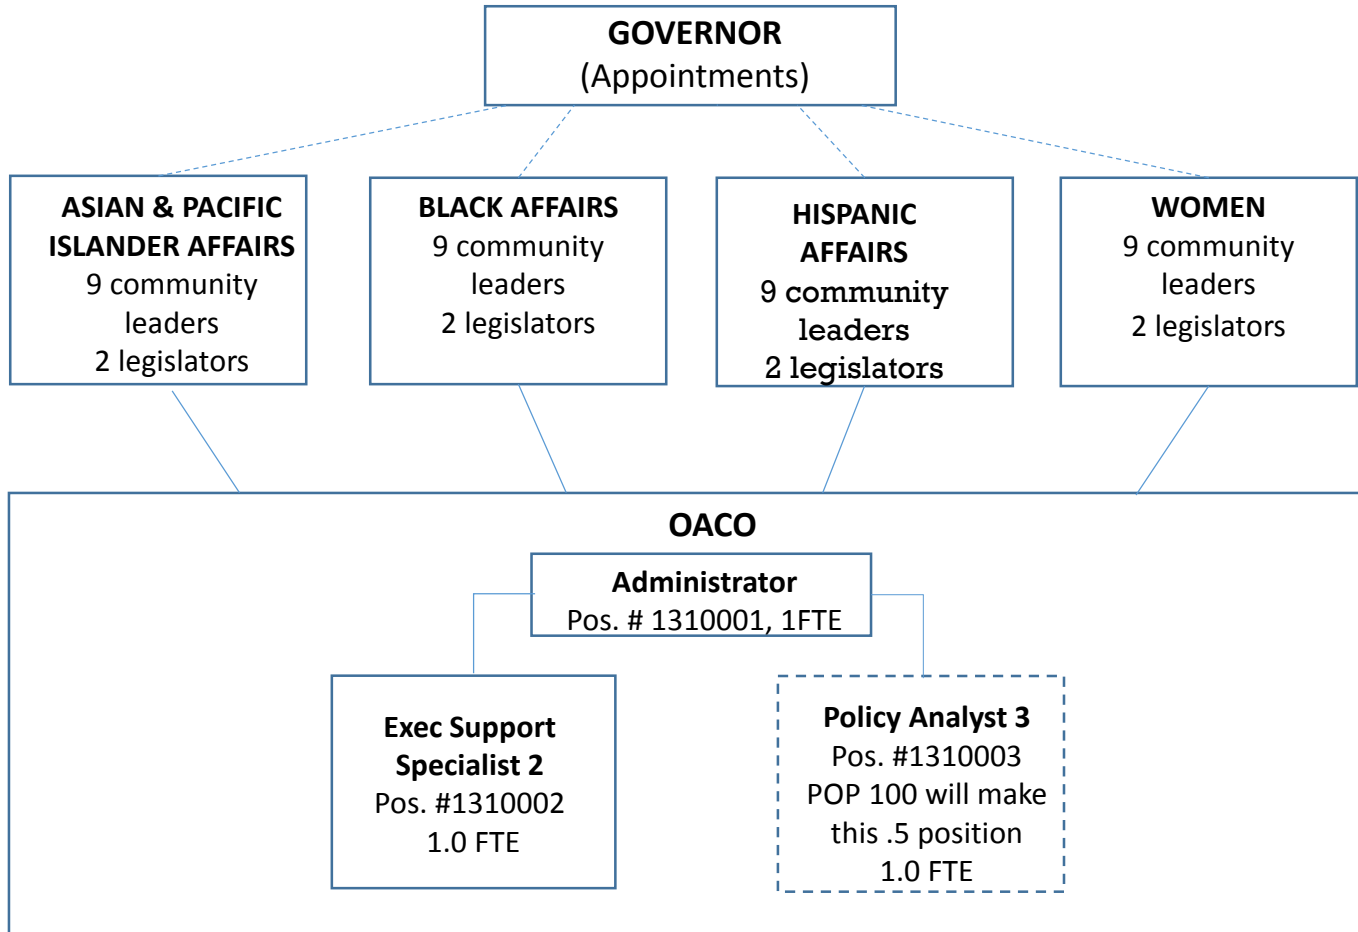 GOVERNOR
(Appointments)
ASIAN & PACIFIC
ISLANDER AFFAIRS
9 community
leaders
2 legislators
BLACK AFFAIRS
9 community
leaders
2 legislators
HISPANIC
AFFAIRS
9 community
leaders
2 legislators
WOMEN
9 community
leaders
2 legislators
OACO
Administrator
Pos. # 1310001, 1FTE
Exec Support
Specialist 2
Pos. #1310002
1.0 FTE
Policy Analyst 3
Pos. #1310003
POP 100 will make
this .5 position
1.0 FTE